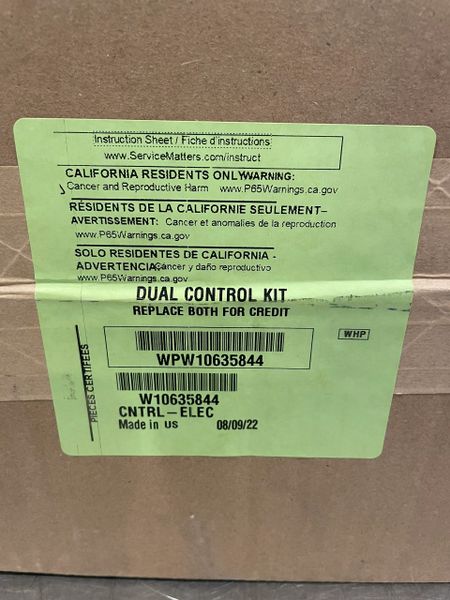 Instruction Sheet / Fiche d'instructions
www.ServiceMatters.com/instruct
CALIFORNIA RESIDENTS ONLYWARNING:
Cancer and Reproductive Harm www.P65Warnings.ca.gov
RÉSIDENTS DE LA CALIFORNIE SEULEMENT–
AVERTISSEMENT: Cancer et anomalies de la reproduction
www.P65Warnings.ca.gov
SOLO RESIDENTES DE CALIFORNIA -
ADVERTENCIA: Cancer y daño reproductivo
www.P65Warnings.ca.gov
DUAL CONTROL KIT
REPLACE BOTH FOR CREDIT
WHP
WPW10635844
W10635844
CNTRL–ELEC
Made in US 08/09/22
PIECES CERTIFEES